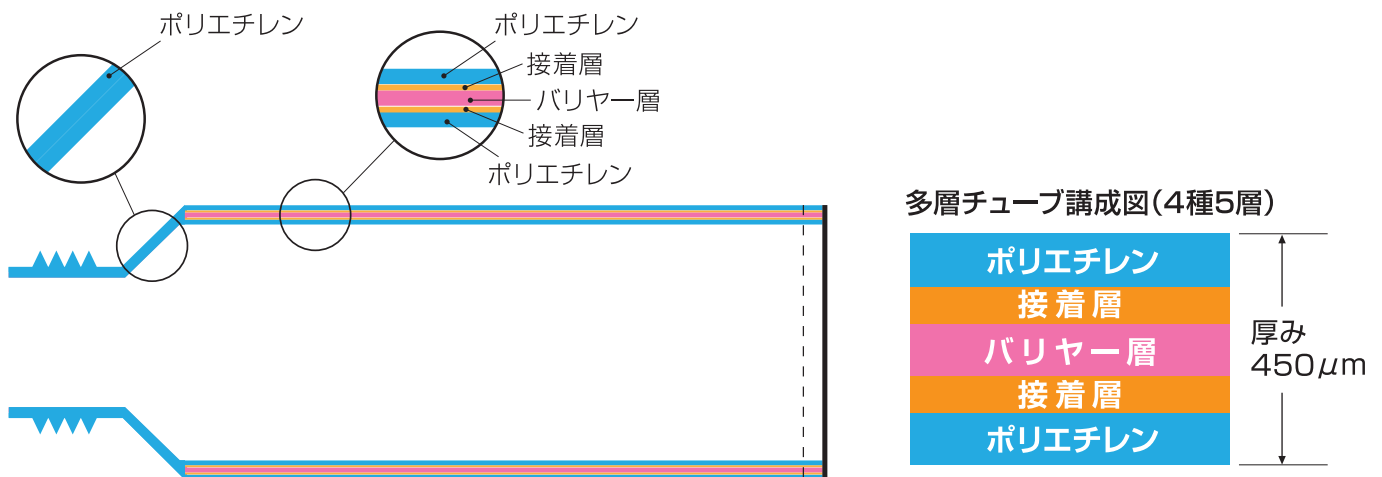 ポリエチレン
ポリエチレン
接着層
バリヤー層
接着層
ポリエチレン
多層チューブ講成図(4種5層)
ポリエチレン
接着層
バリヤー層
接着層
ポリエチレン
厚み
450μm